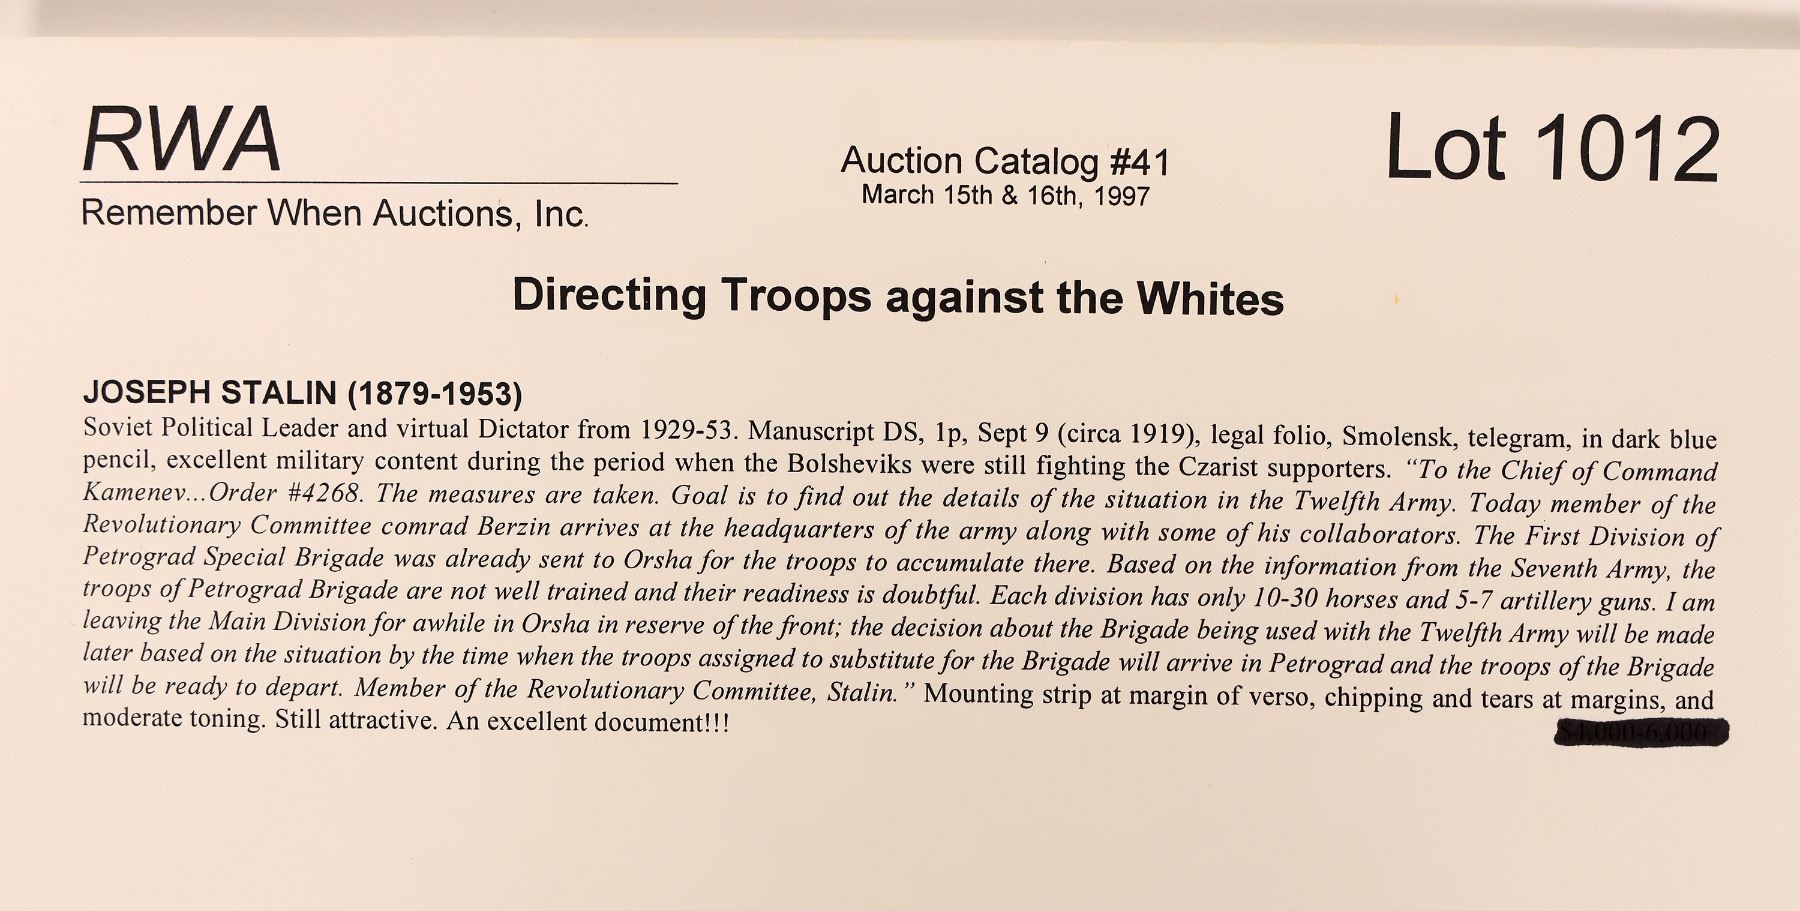 RWA
Remember When Auctions, Inc.
Auction Catalog #41
March 15th & 16th, 1997
Lot 1012
Directing Troops against the Whites
JOSEPH STALIN (1879-1953)
Soviet Political Leader and virtual Dictator from 1929-53. Manuscript DS, 1p, Sept 9 (circa 1919), legal folio, Smolensk, telegram, in dark blue
pencil, excellent military content during the period when the Bolsheviks were still fighting the Czarist supporters. “To the Chief of Command
Kamenev...Order #4268. The measures are taken. Goal is to find out the details of the situation in the Twelfth Army. Today member of the
Revolutionary Committee comrad Berzin arrives at the headquarters of the army along with some of his collaborators. The First Division of
Petrograd Special Brigade was already sent to Orsha for the troops to accumulate there. Based on the information from the Seventh Army, the
troops of Petrograd Brigade are not well trained and their readiness is doubtful. Each division has only 10-30 horses and 5-7 artillery guns. I am
leaving the Main Division for awhile in Orsha in reserve of the front; the decision about the Brigade being used with the Twelfth Army will be made
later based on the situation by the time when the troops assigned to substitute for the Brigade will arrive in Petrograd and the troops of the Brigade
will be ready to depart. Member of the Revolutionary Committee, Stalin.” Mounting strip at margin of verso, chipping and tears at margins, and
moderate toning. Still attractive. An excellent document!!!
$4,000-6,000